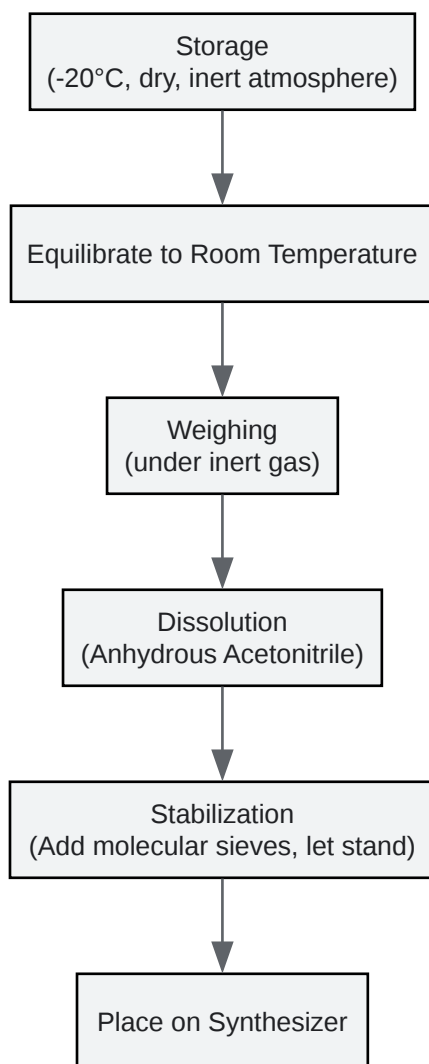 Storage
(-20°C, dry, inert atmosphere)
Equilibrate to Room Temperature
Weighing
(under inert gas)
Dissolution
(Anhydrous Acetonitrile)
Stabilization
(Add molecular sieves, let stand)
Place on Synthesizer